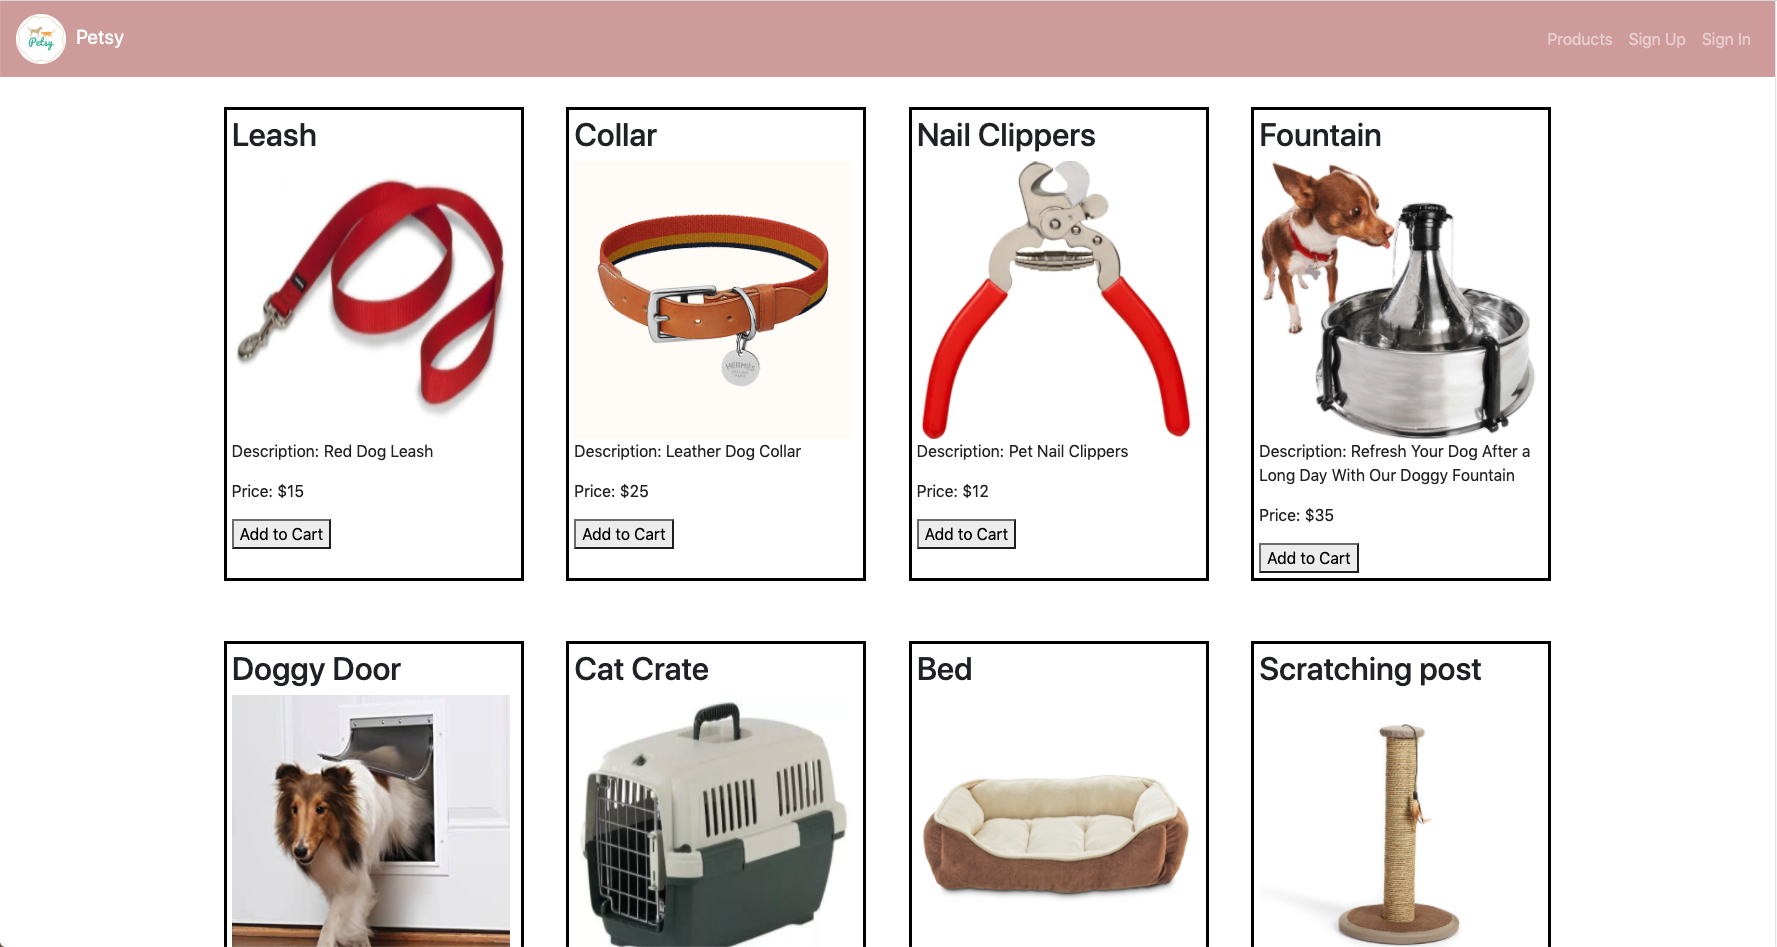 Petsy
Petsy
Products
Sign Up
Sign In
Leash
Collar
Nail Clippers
Fountain
HERMÈS
Description: Red Dog Leash
Description: Leather Dog Collar
Description: Pet Nail Clippers
Description: Refresh Your Dog After a
Long Day With Our Doggy Fountain
Price: $15
Price: $25
Price: $12
Price: $35
Add to Cart
Add to Cart
Add to Cart
Add to Cart
Doggy Door
Cat Crate
Bed
Scratching post